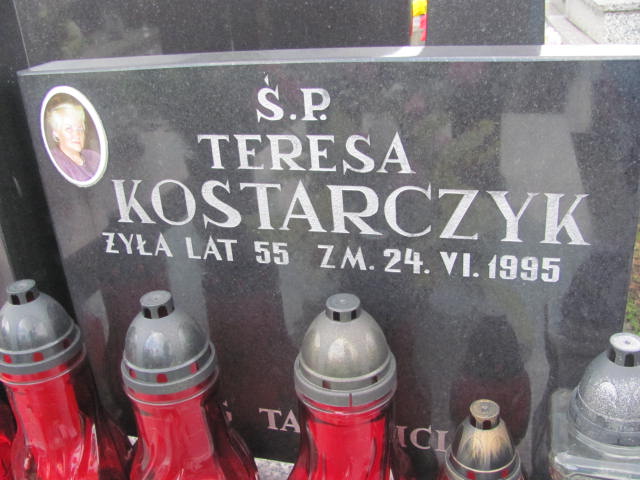 Ś.P.
TERESA
KOSTARCZYK
ŻYŁA LAT 55 ZM. 24. VI. 1995